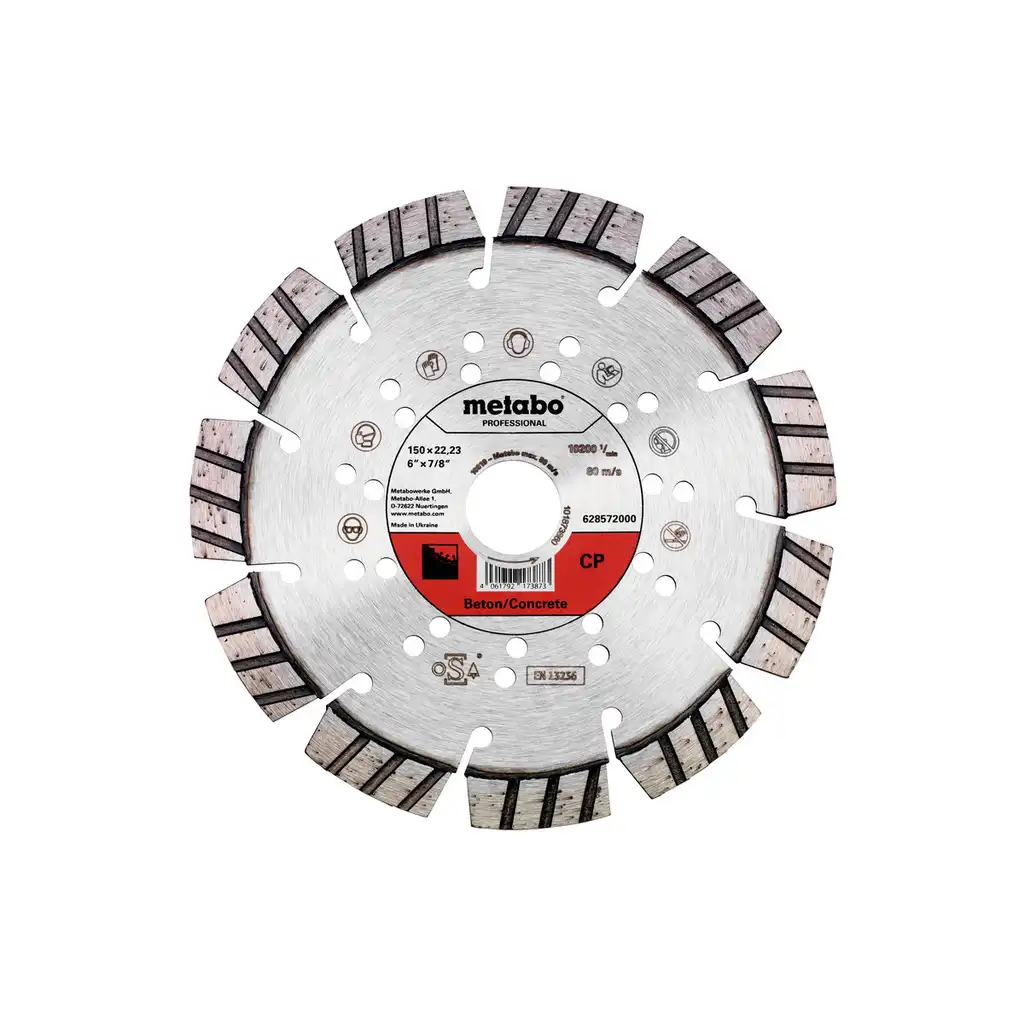 metabo®
PROFESSIONAL
150 x 22,23
6" x 7/8"
10200 1/min
80 m/s
Metabowerke GmbH,
Metabo-Allee 1,
D-72622 Nuertingen
www.metabo.com
Made in Ukraine
628572000
CP
4 061792 173873
Beton/Concrete
OSA®
EN 13236